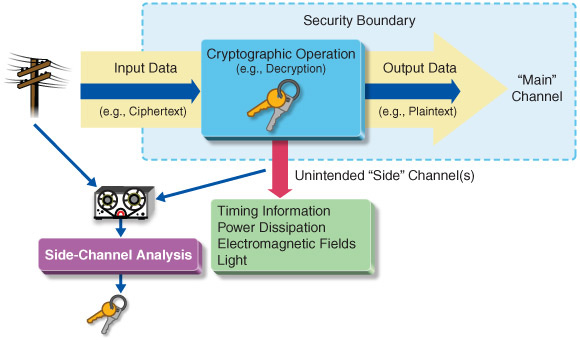 Security Boundary
Cryptographic Operation
(e.g., Decryption)
Input Data
(e.g., Ciphertext)
Output Data
(e.g., Plaintext)
“Main”
Channel
Unintended “Side” Channel(s)
Timing Information
Power Dissipation
Electromagnetic Fields
Light
Side-Channel Analysis